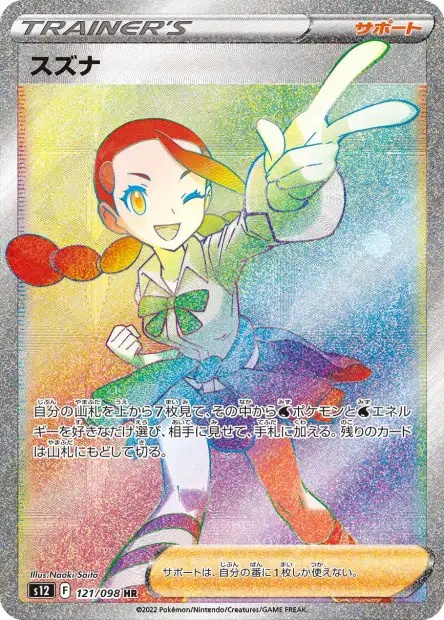 TRAINER'S
サポート
スズナ
自分の山札を上から7枚見て、その中からポケモンとエネル
ギーを好きなだけ選び、相手に見せて、手札に加える。残りのカード
は山札にもどして切る。
Illus. Naoki Saito
サポートは、自分の番に1枚しか使えない。
s12 F 121/098 HR
©2022 Pokémon/Nintendo/Creatures/GAME FREAK.